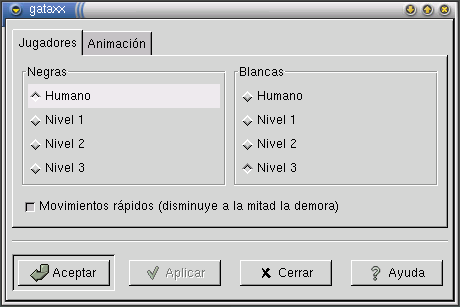 gataxx
Jugadores
Animación
Negras
Humano
Nivel 1
Nivel 2
Nivel 3
Blancas
Humano
Nivel 1
Nivel 2
Nivel 3
Movimientos rápidos (disminuye a la mitad la demora)
Aceptar
Aplicar
Cerrar
Ayuda